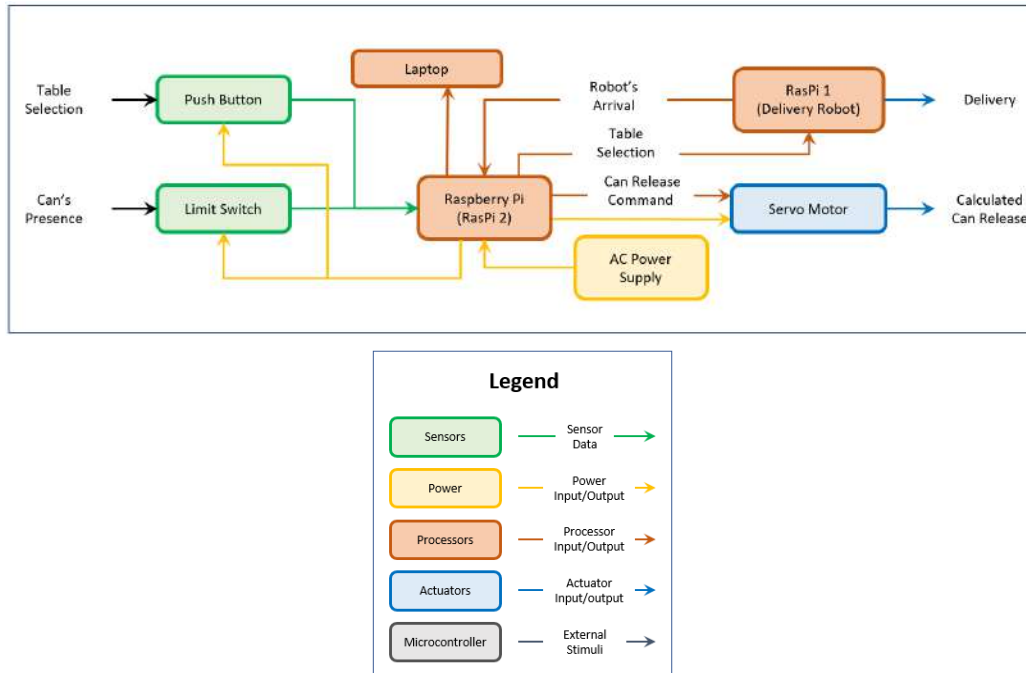 Laptop
Table
Selection
Push Button
Robot's
Arrival
RasPi 1
(Delivery Robot)
Delivery
Table
Selection
Can's
Presence
Limit Switch
Raspberry Pi
(RasPi 2)
Can Release
Command
Servo Motor
Calculated
Can Release
AC Power
Supply
Legend
Sensors
Sensor
Data
Power
Power
Input/Output
Processors
Processor
Input/Output
Actuators
Actuator
Input/output
Microcontroller
External
Stimuli